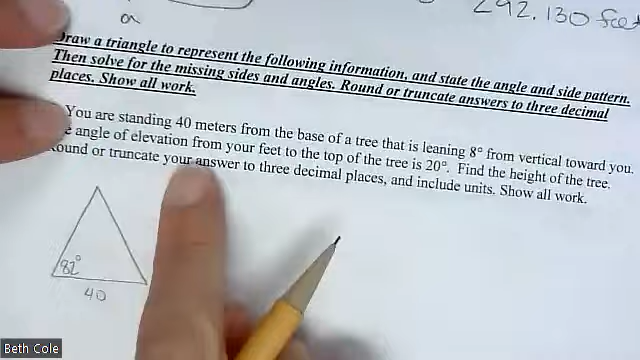 a
292.130 feet
Draw a triangle to represent the following information, and state the angle and side pattern.
Then solve for the missing sides and angles. Round or truncate answers to three decimal
places. Show all work.
You are standing 40 meters from the base of a tree that is leaning 8° from vertical toward you.
angle of elevation from your feet to the top of the tree is 20°. Find the height of the tree.
Round or truncate your answer to three decimal places, and include units. Show all work.
82°
40
Beth Cole